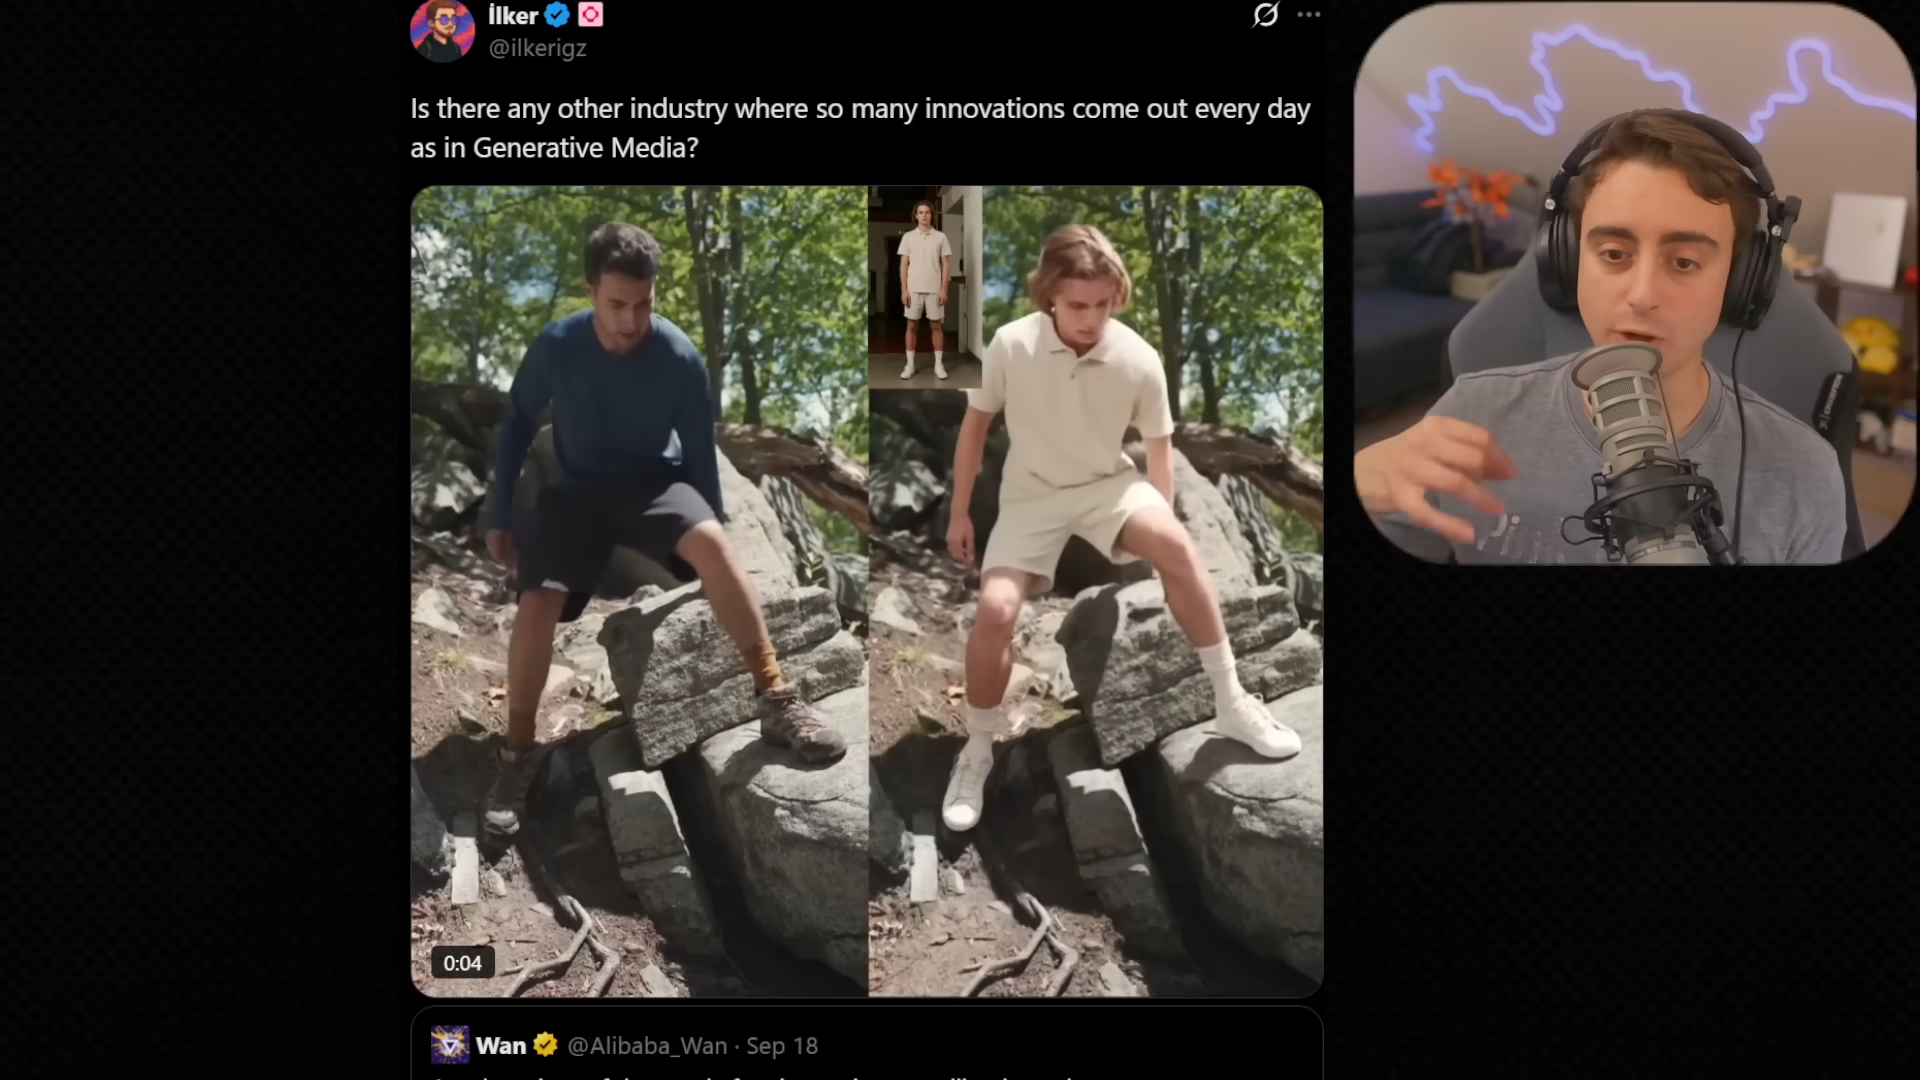 İlker
@ilkerigz
Is there any other industry where so many innovations come out every day
as in Generative Media?
0:04
Wan @Alibaba_Wan · Sep 18